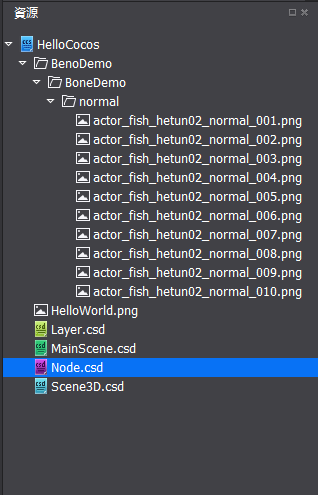 資源
HelloCocos
BenoDemo
BoneDemo
normal
actor_fish_hetun02_normal_001.png
actor_fish_hetun02_normal_002.png
actor_fish_hetun02_normal_003.png
actor_fish_hetun02_normal_004.png
actor_fish_hetun02_normal_005.png
actor_fish_hetun02_normal_006.png
actor_fish_hetun02_normal_007.png
actor_fish_hetun02_normal_008.png
actor_fish_hetun02_normal_009.png
actor_fish_hetun02_normal_010.png
HelloWorld.png
Layer.csd
MainScene.csd
Node.csd
Scene3D.csd